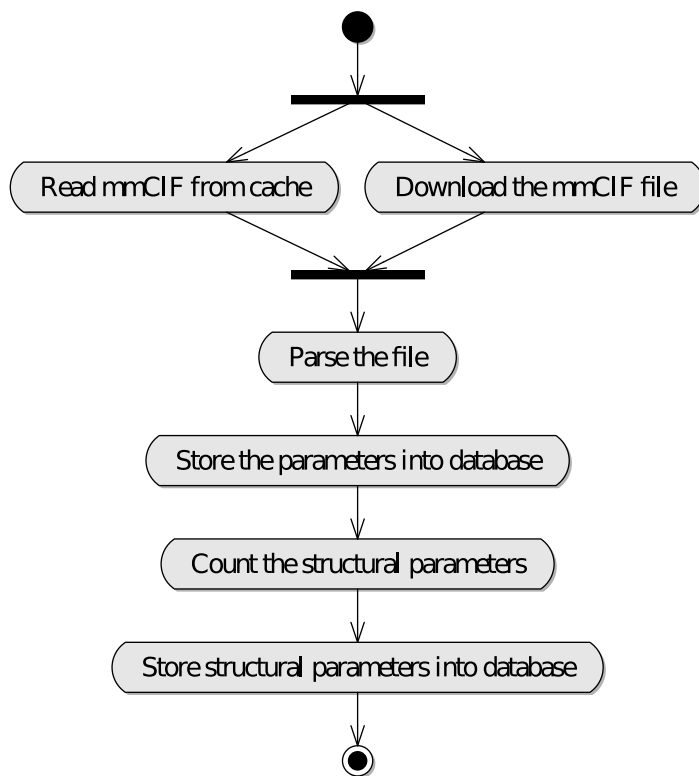 Read mmCIF from cache
Download the mmCIF file
Parse the file
Store the parameters into database
Count the structural parameters
Store structural parameters into database